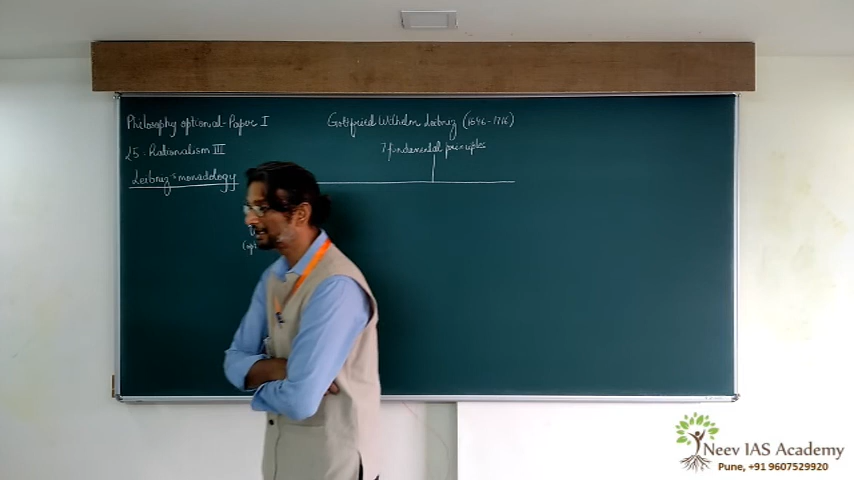 Philosophy optional-Paper I
Gottfried Wilhelm Leibniz (1646-1716)
7 fundamental principles
L5: Rationalism III
Leibniz's monadology
Neev IAS Academy
Pune, +91 9607529920